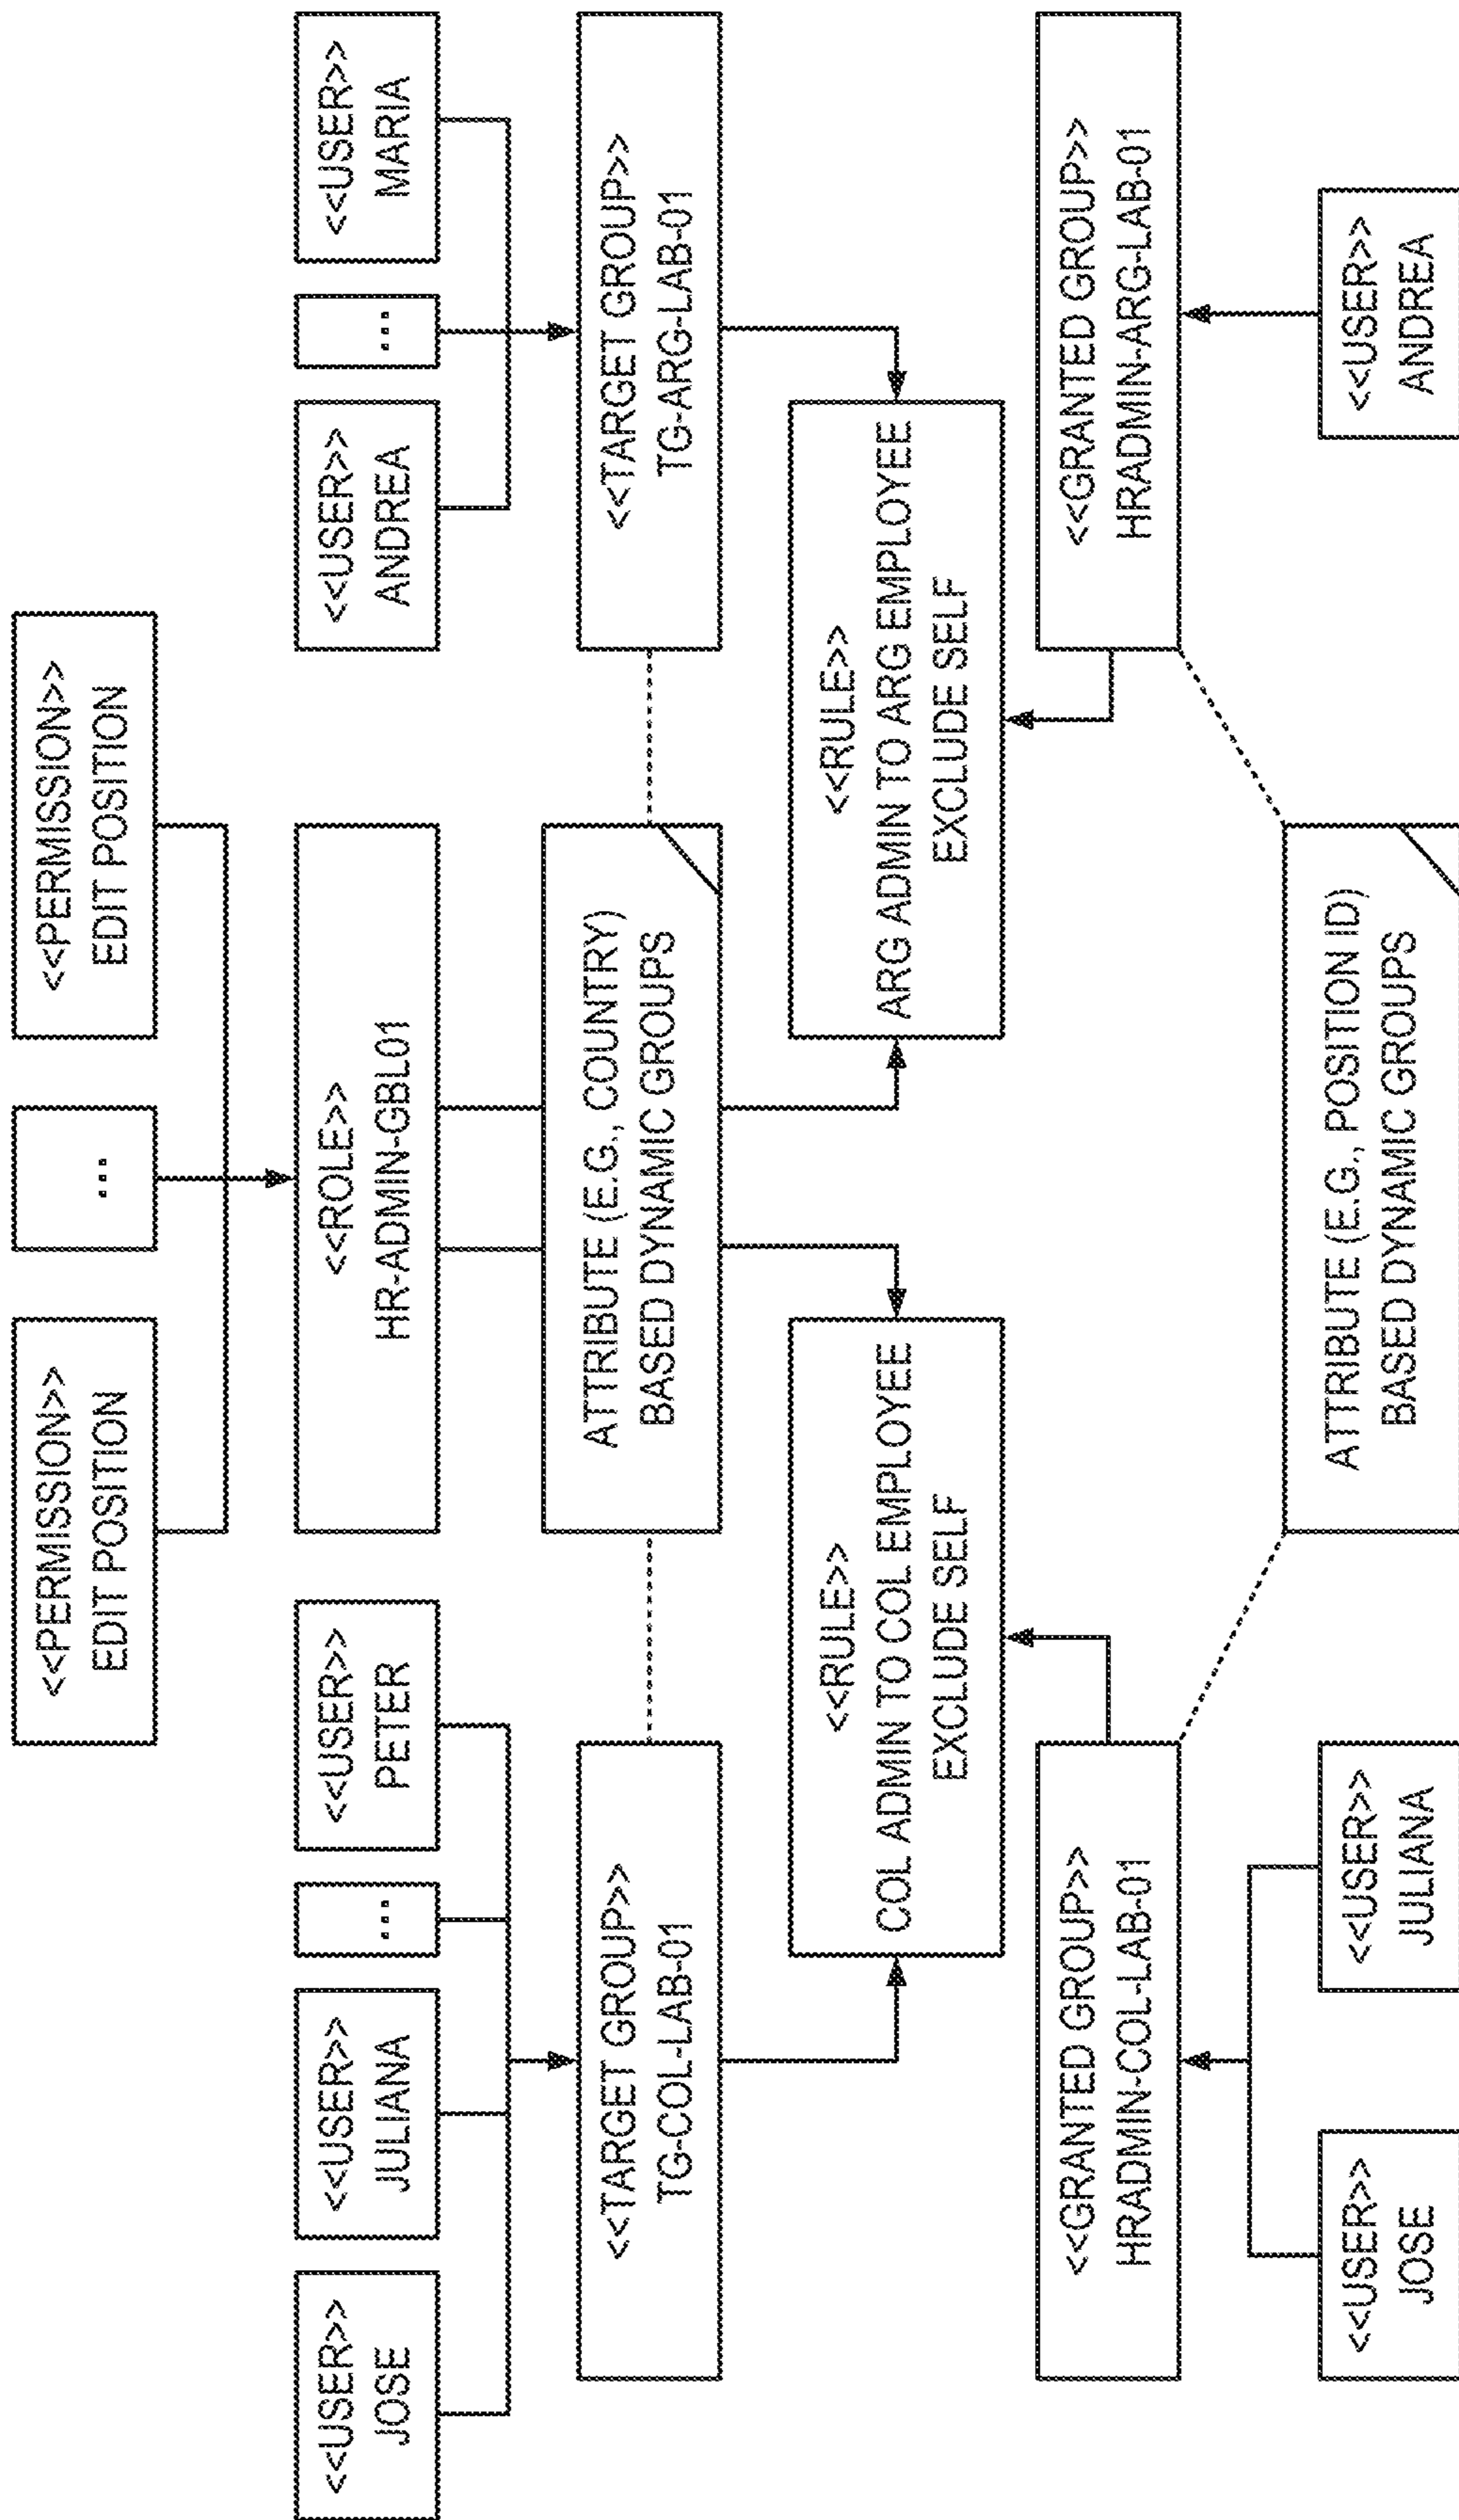 <<PERMISSION>>
EDIT POSITION
...
<<PERMISSION>>
EDIT POSITION
<<USER>>
JOSE
<<USER>>
JULIANA
...
<<USER>>
PETER
<<ROLE>>
HR-ADMIN-GBL01
<<USER>>
ANDREA
...
<<USER>>
MARIA
<<TARGET GROUP>>
TG-COL-LAB-01
ATTRIBUTE (E.G., COUNTRY)
BASED DYNAMIC GROUPS
<<TARGET GROUP>>
TG-ARG-LAB-01
<<RULE>>
COL ADMIN TO COL EMPLOYEE
EXCLUDE SELF
<<RULE>>
ARG ADMIN TO ARG EMPLOYEE
EXCLUDE SELF
<<GRANTED GROUP>>
HRADMIN-COL-LAB-01
<<GRANTED GROUP>>
HRADMIN-ARG-LAB-01
<<USER>>
JOSE
<<USER>>
JULIANA
ATTRIBUTE (E.G., POSITION ID)
BASED DYNAMIC GROUPS
<<USER>>
ANDREA